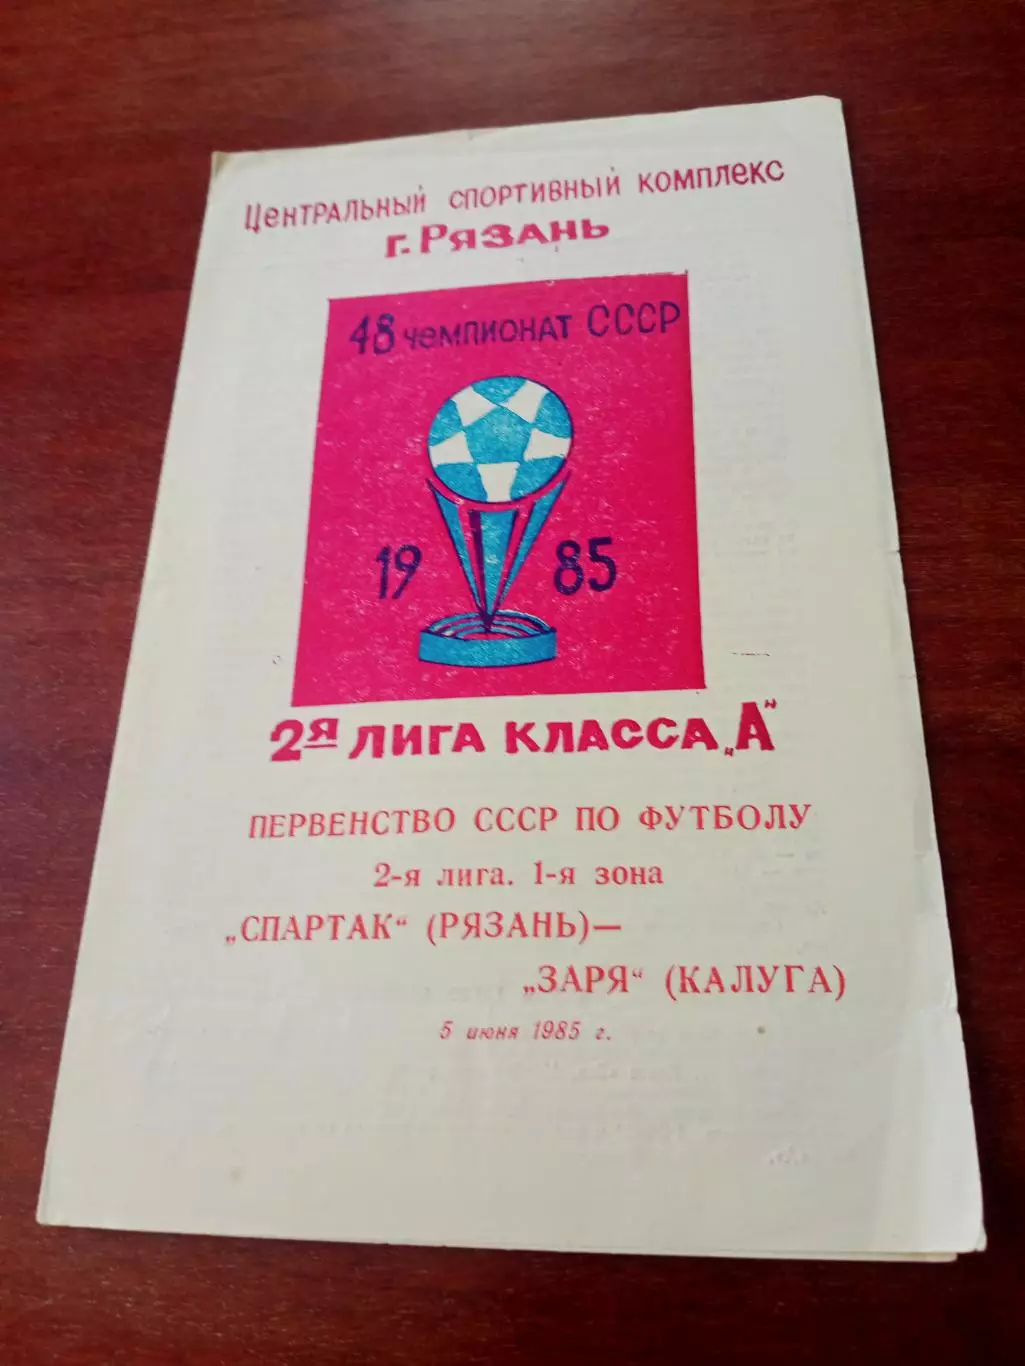 Центральный спортивный комплекс
г. Рязань
48 чемпионат СССР
19 85
2я лига класса „А"
ПЕРВЕНСТВО СССР ПО ФУТБОЛУ
2-я лига. 1-я зона
„СПАРТАК“ (РЯЗАНЬ)—
„ЗАРЯ“ (КАЛУГА)
5 июня 1985 г.